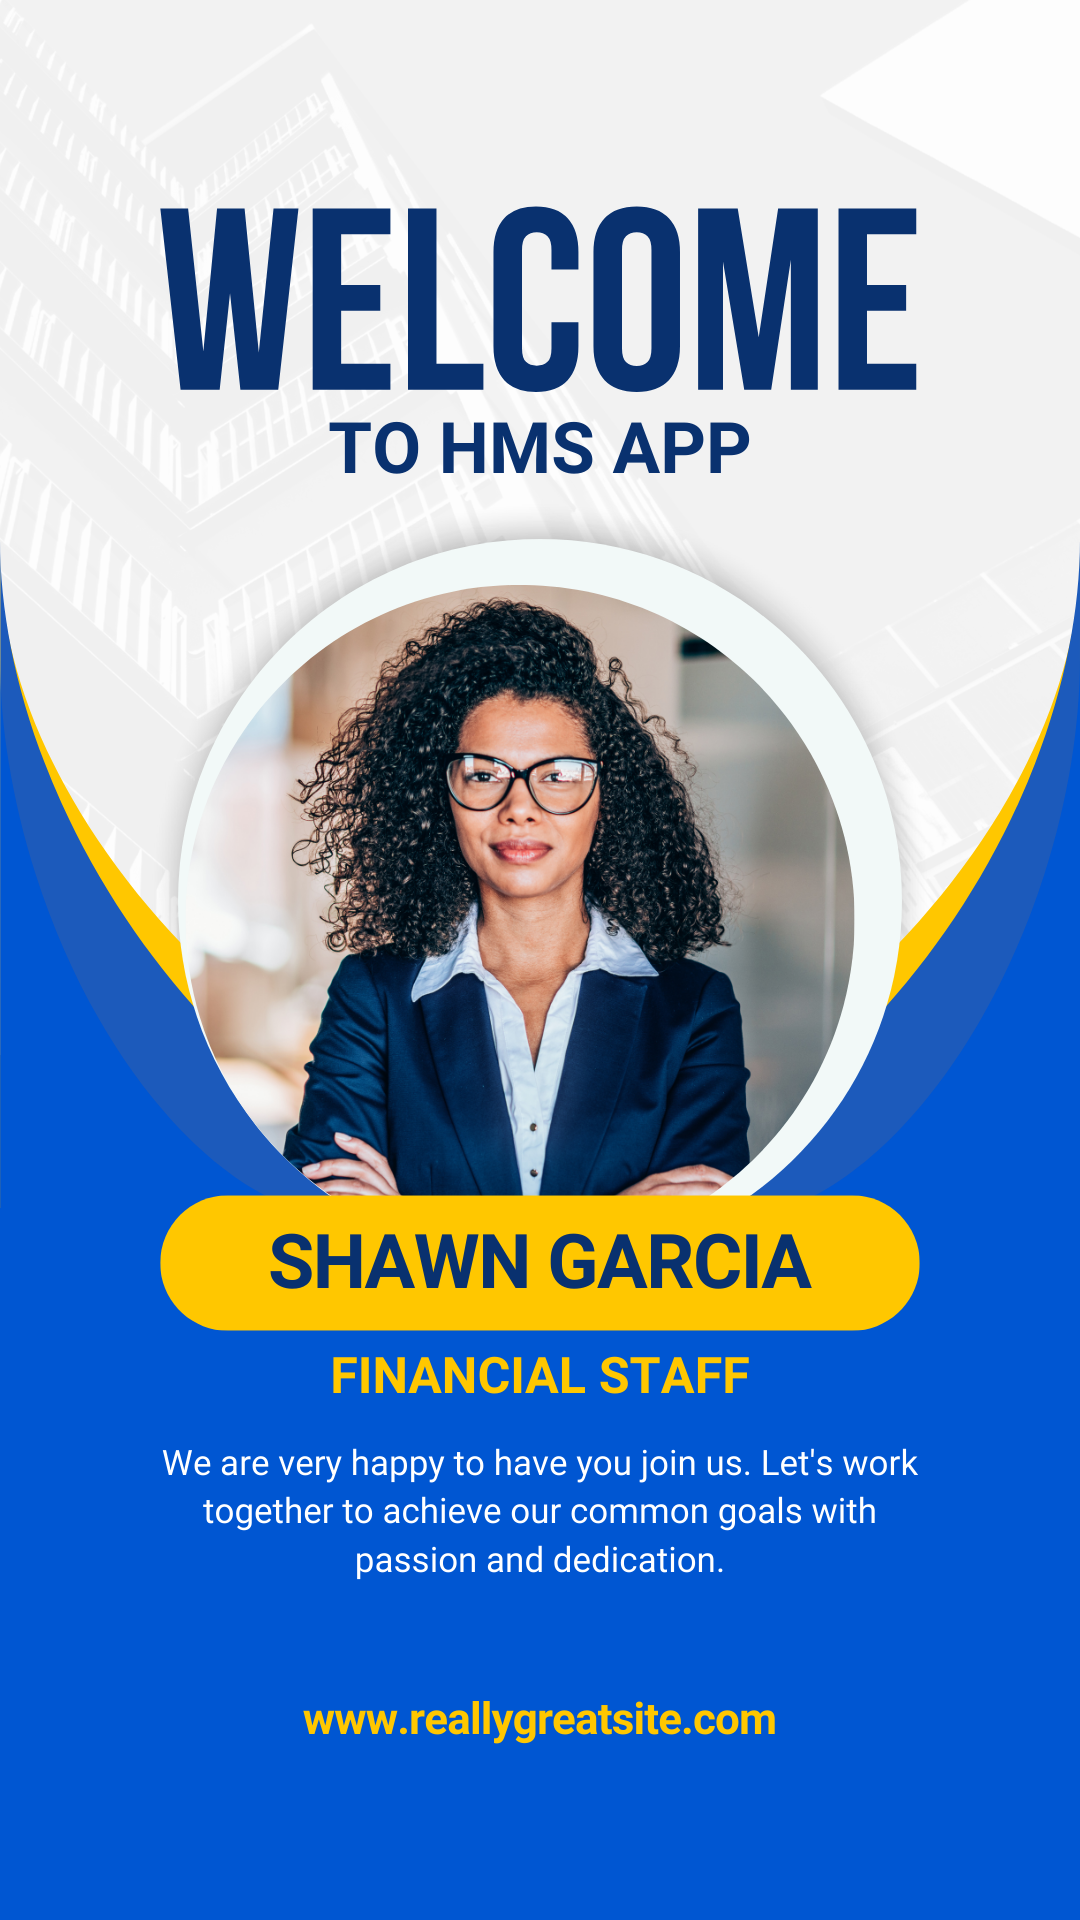 WELCOME
TO HMS APP
SHAWN GARCIA
FINANCIAL STAFF
We are very happy to have you join us. Let's work
together to achieve our common goals with
passion and dedication.
www.reallygreatsite.com